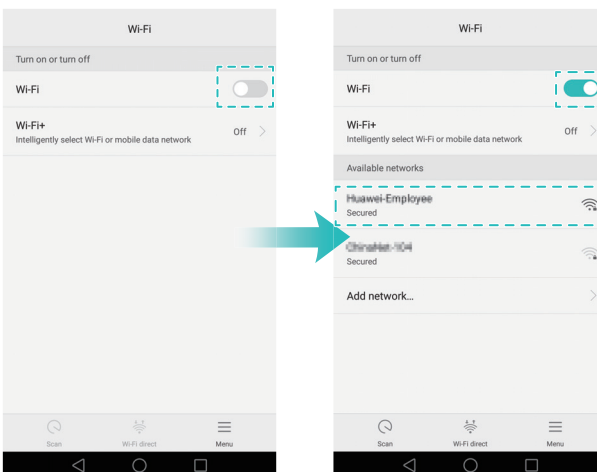 Wi-Fi
Turn on or turn off
Wi-Fi
Wi-Fi+
Intelligently select Wi-Fi or mobile data network
Off
Scan
Wi-Fi direct
Menu
Wi-Fi
Turn on or turn off
Wi-Fi
Wi-Fi+
Intelligently select Wi-Fi or mobile data network
Off
Available networks
Huawei-Employee
Secured
ChinaNet-104
Secured
Add network...
Scan
Wi-Fi direct
Menu